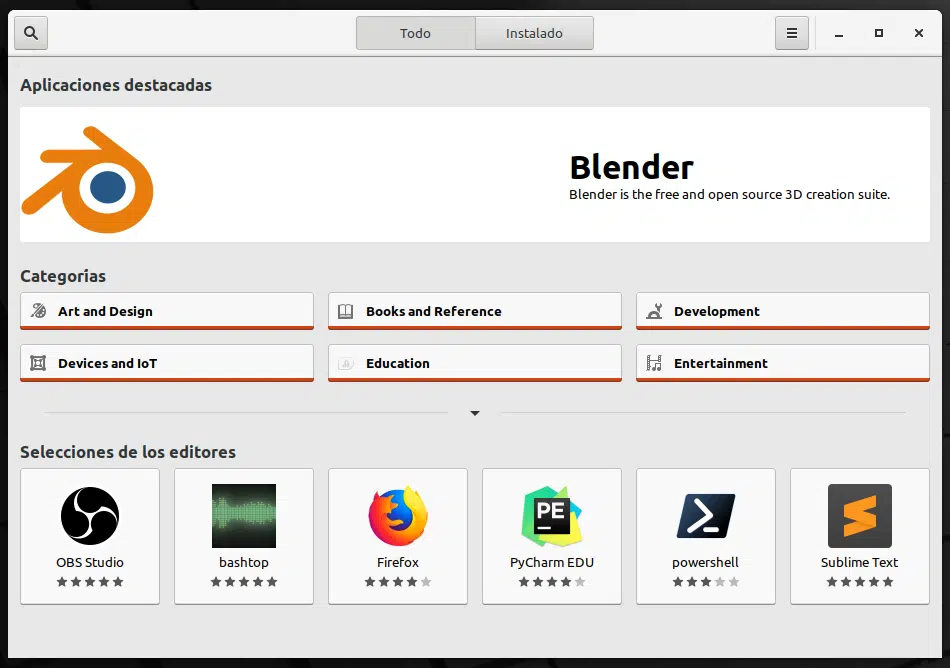 Todo
Instalado
Aplicaciones destacadas
Blender
Blender is the free and open source 3D creation suite.
Categorias
Art and Design
Books and Reference
Development
Devices and IoT
Education
Entertainment
Selecciones de los editores
PE
OBS Studio
bashtop
Firefox
PyCharm EDU
powershell
Sublime Text